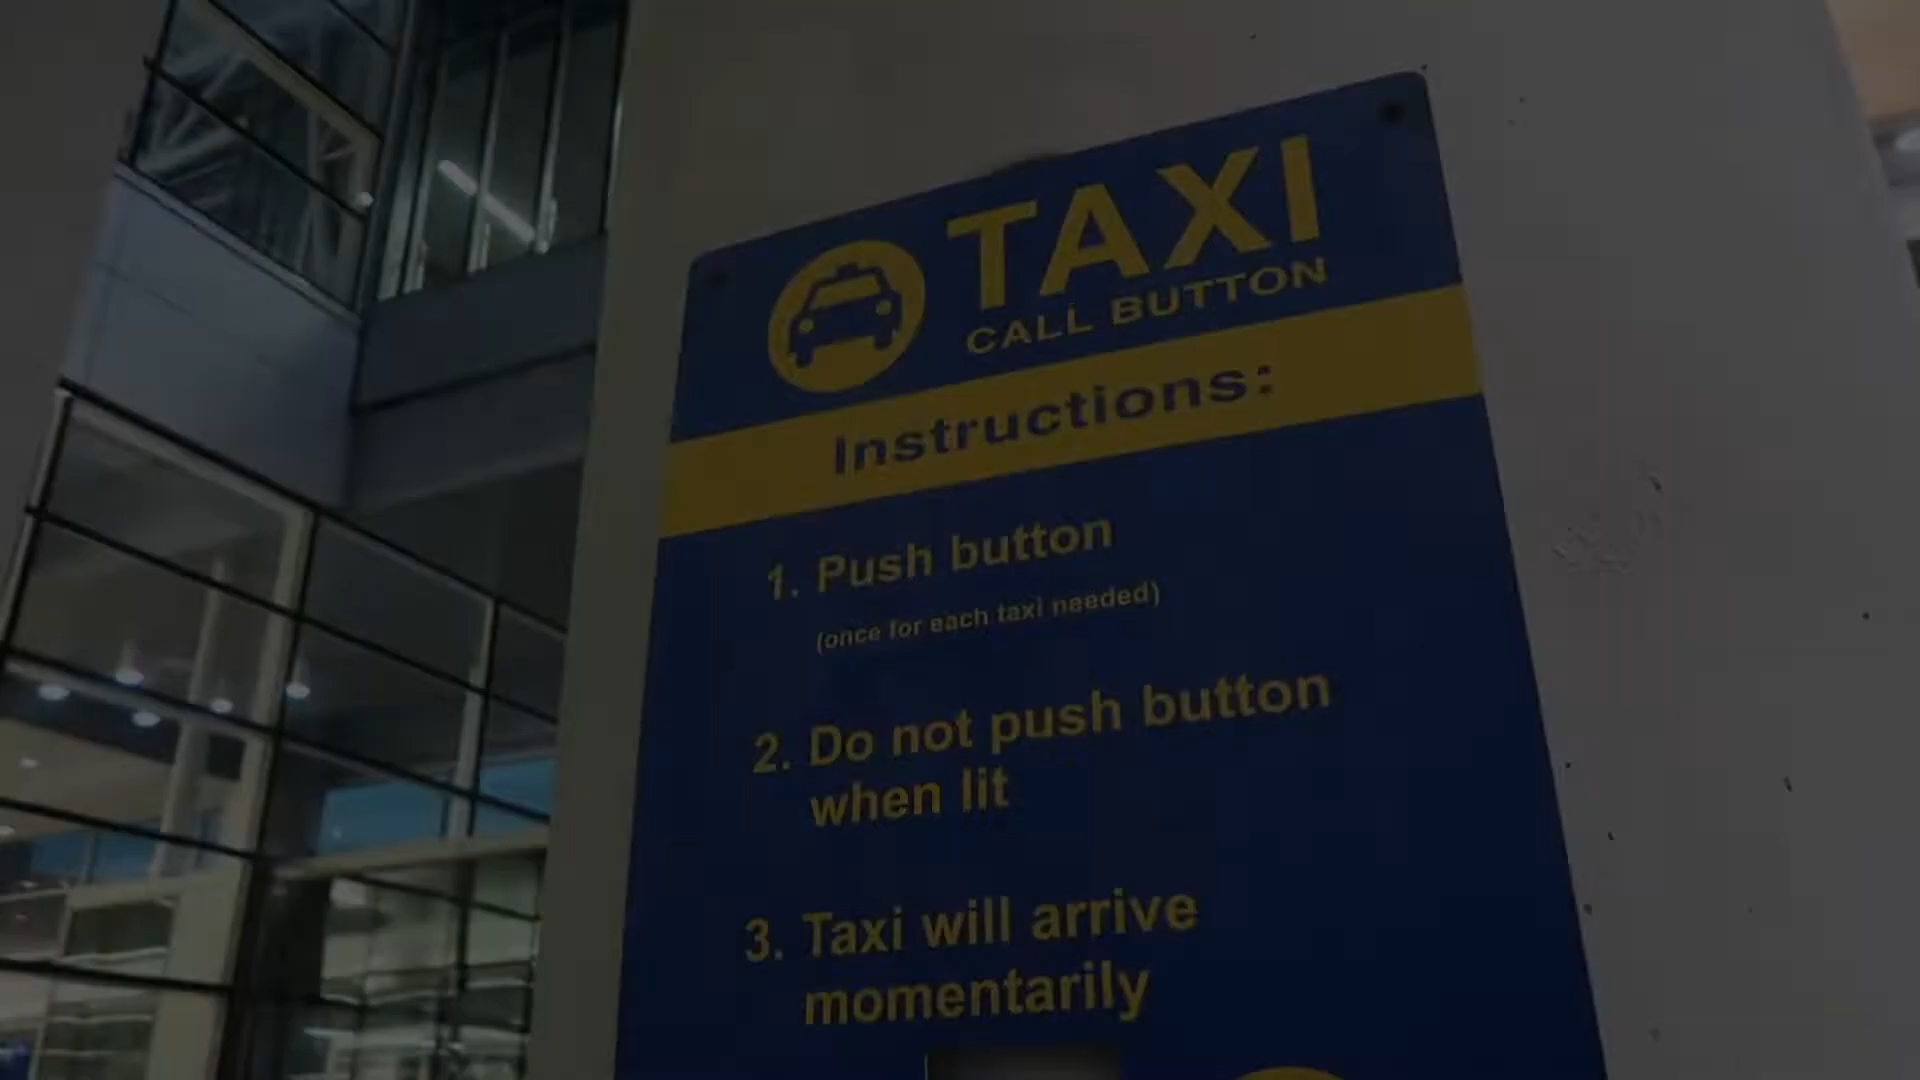 TAXI
CALL BUTTON
Instructions:
1. Push button
(once for each taxi needed)
2. Do not push button
when lit
3. Taxi will arrive
momentarily